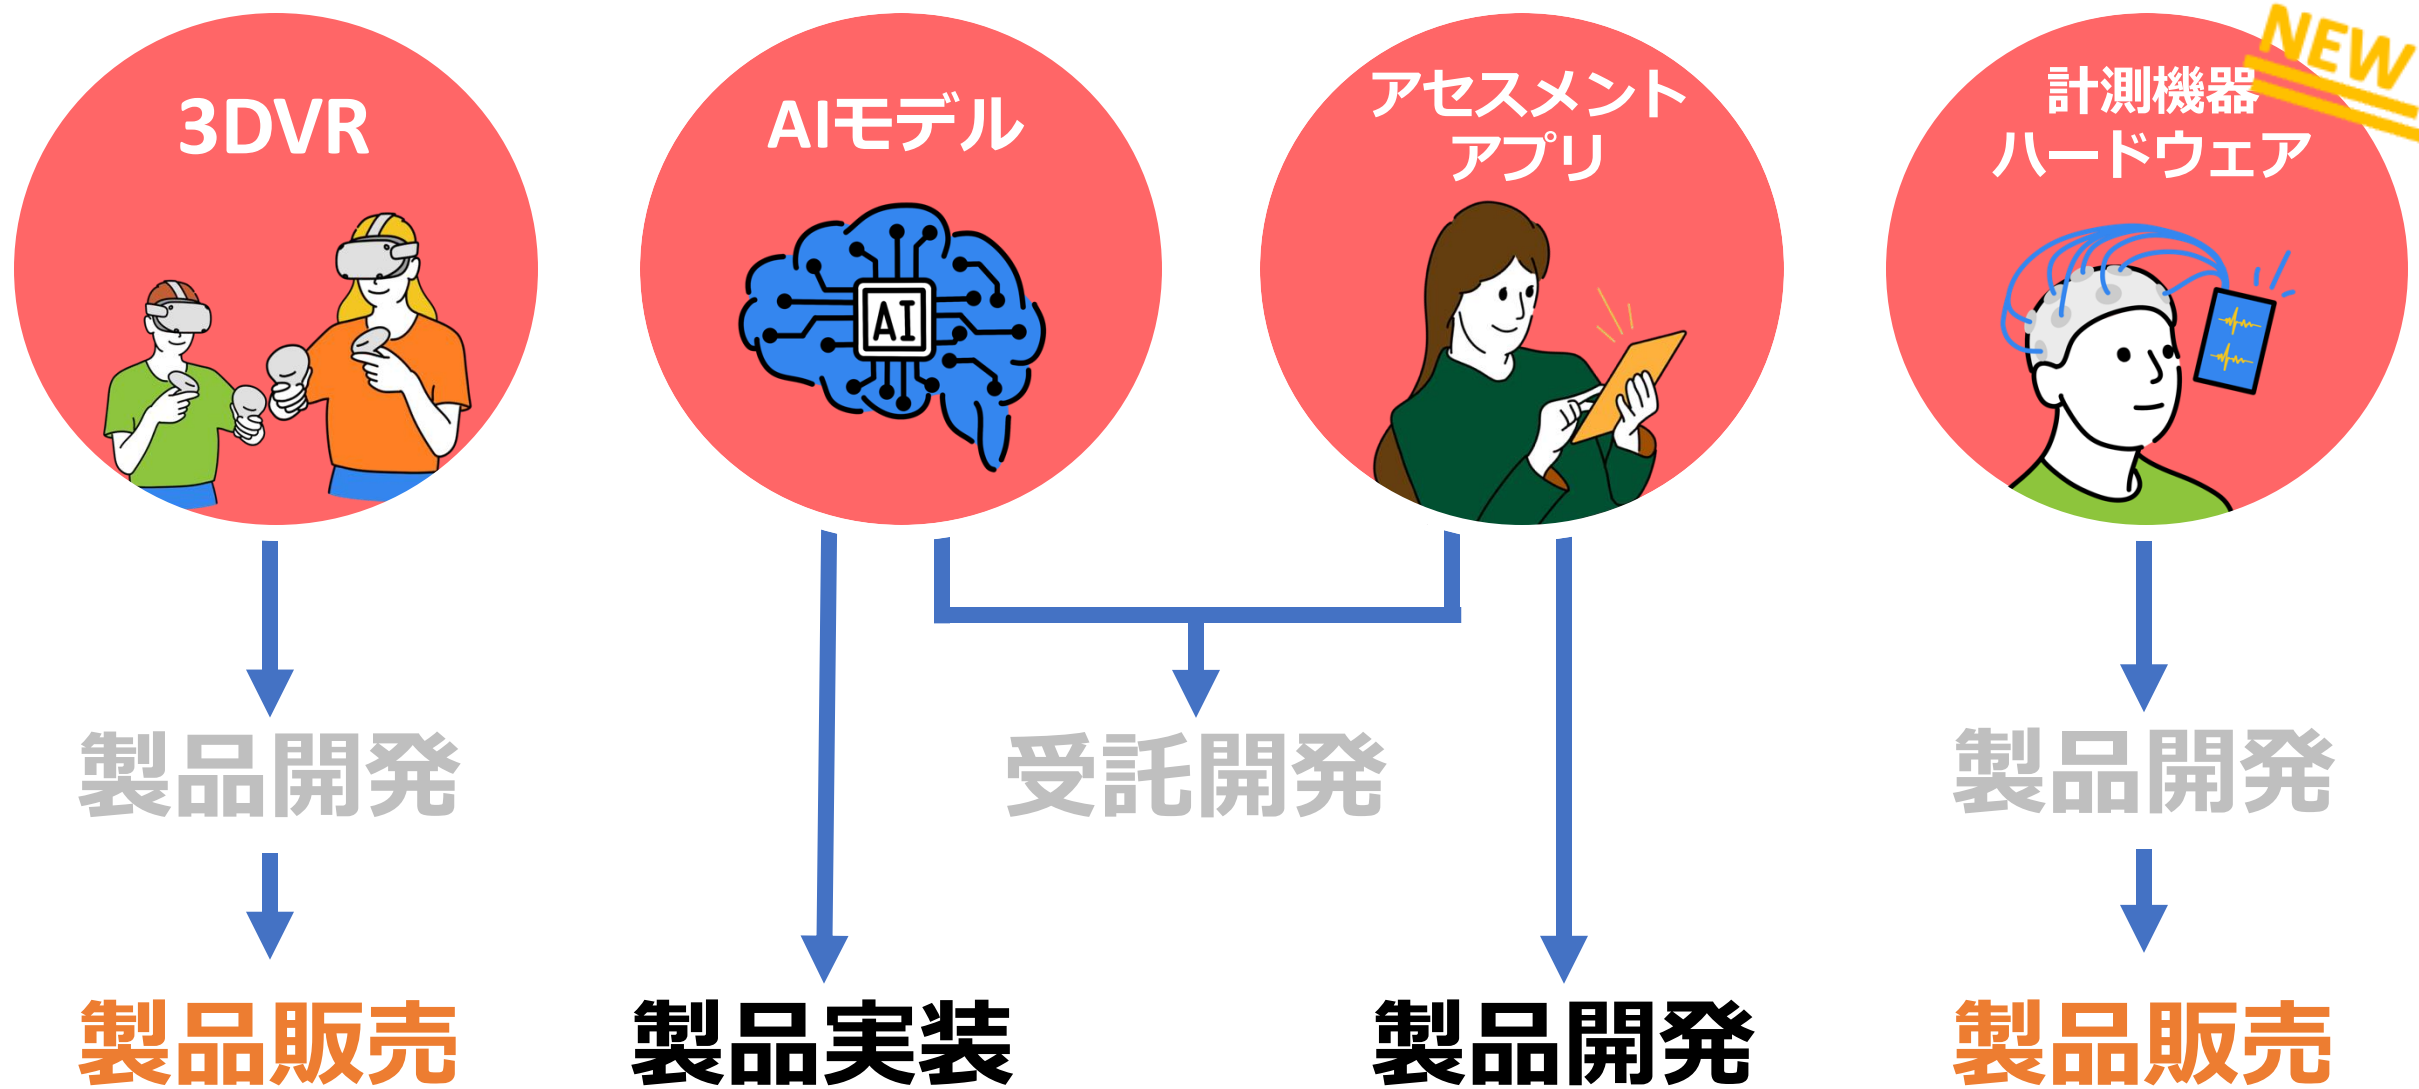 3DVR
AIモデル
アセスメント
アプリ
計測機器
ハードウェア
NEW
AI
製品開発
受託開発
製品開発
製品販売
製品実装
製品開発
製品販売